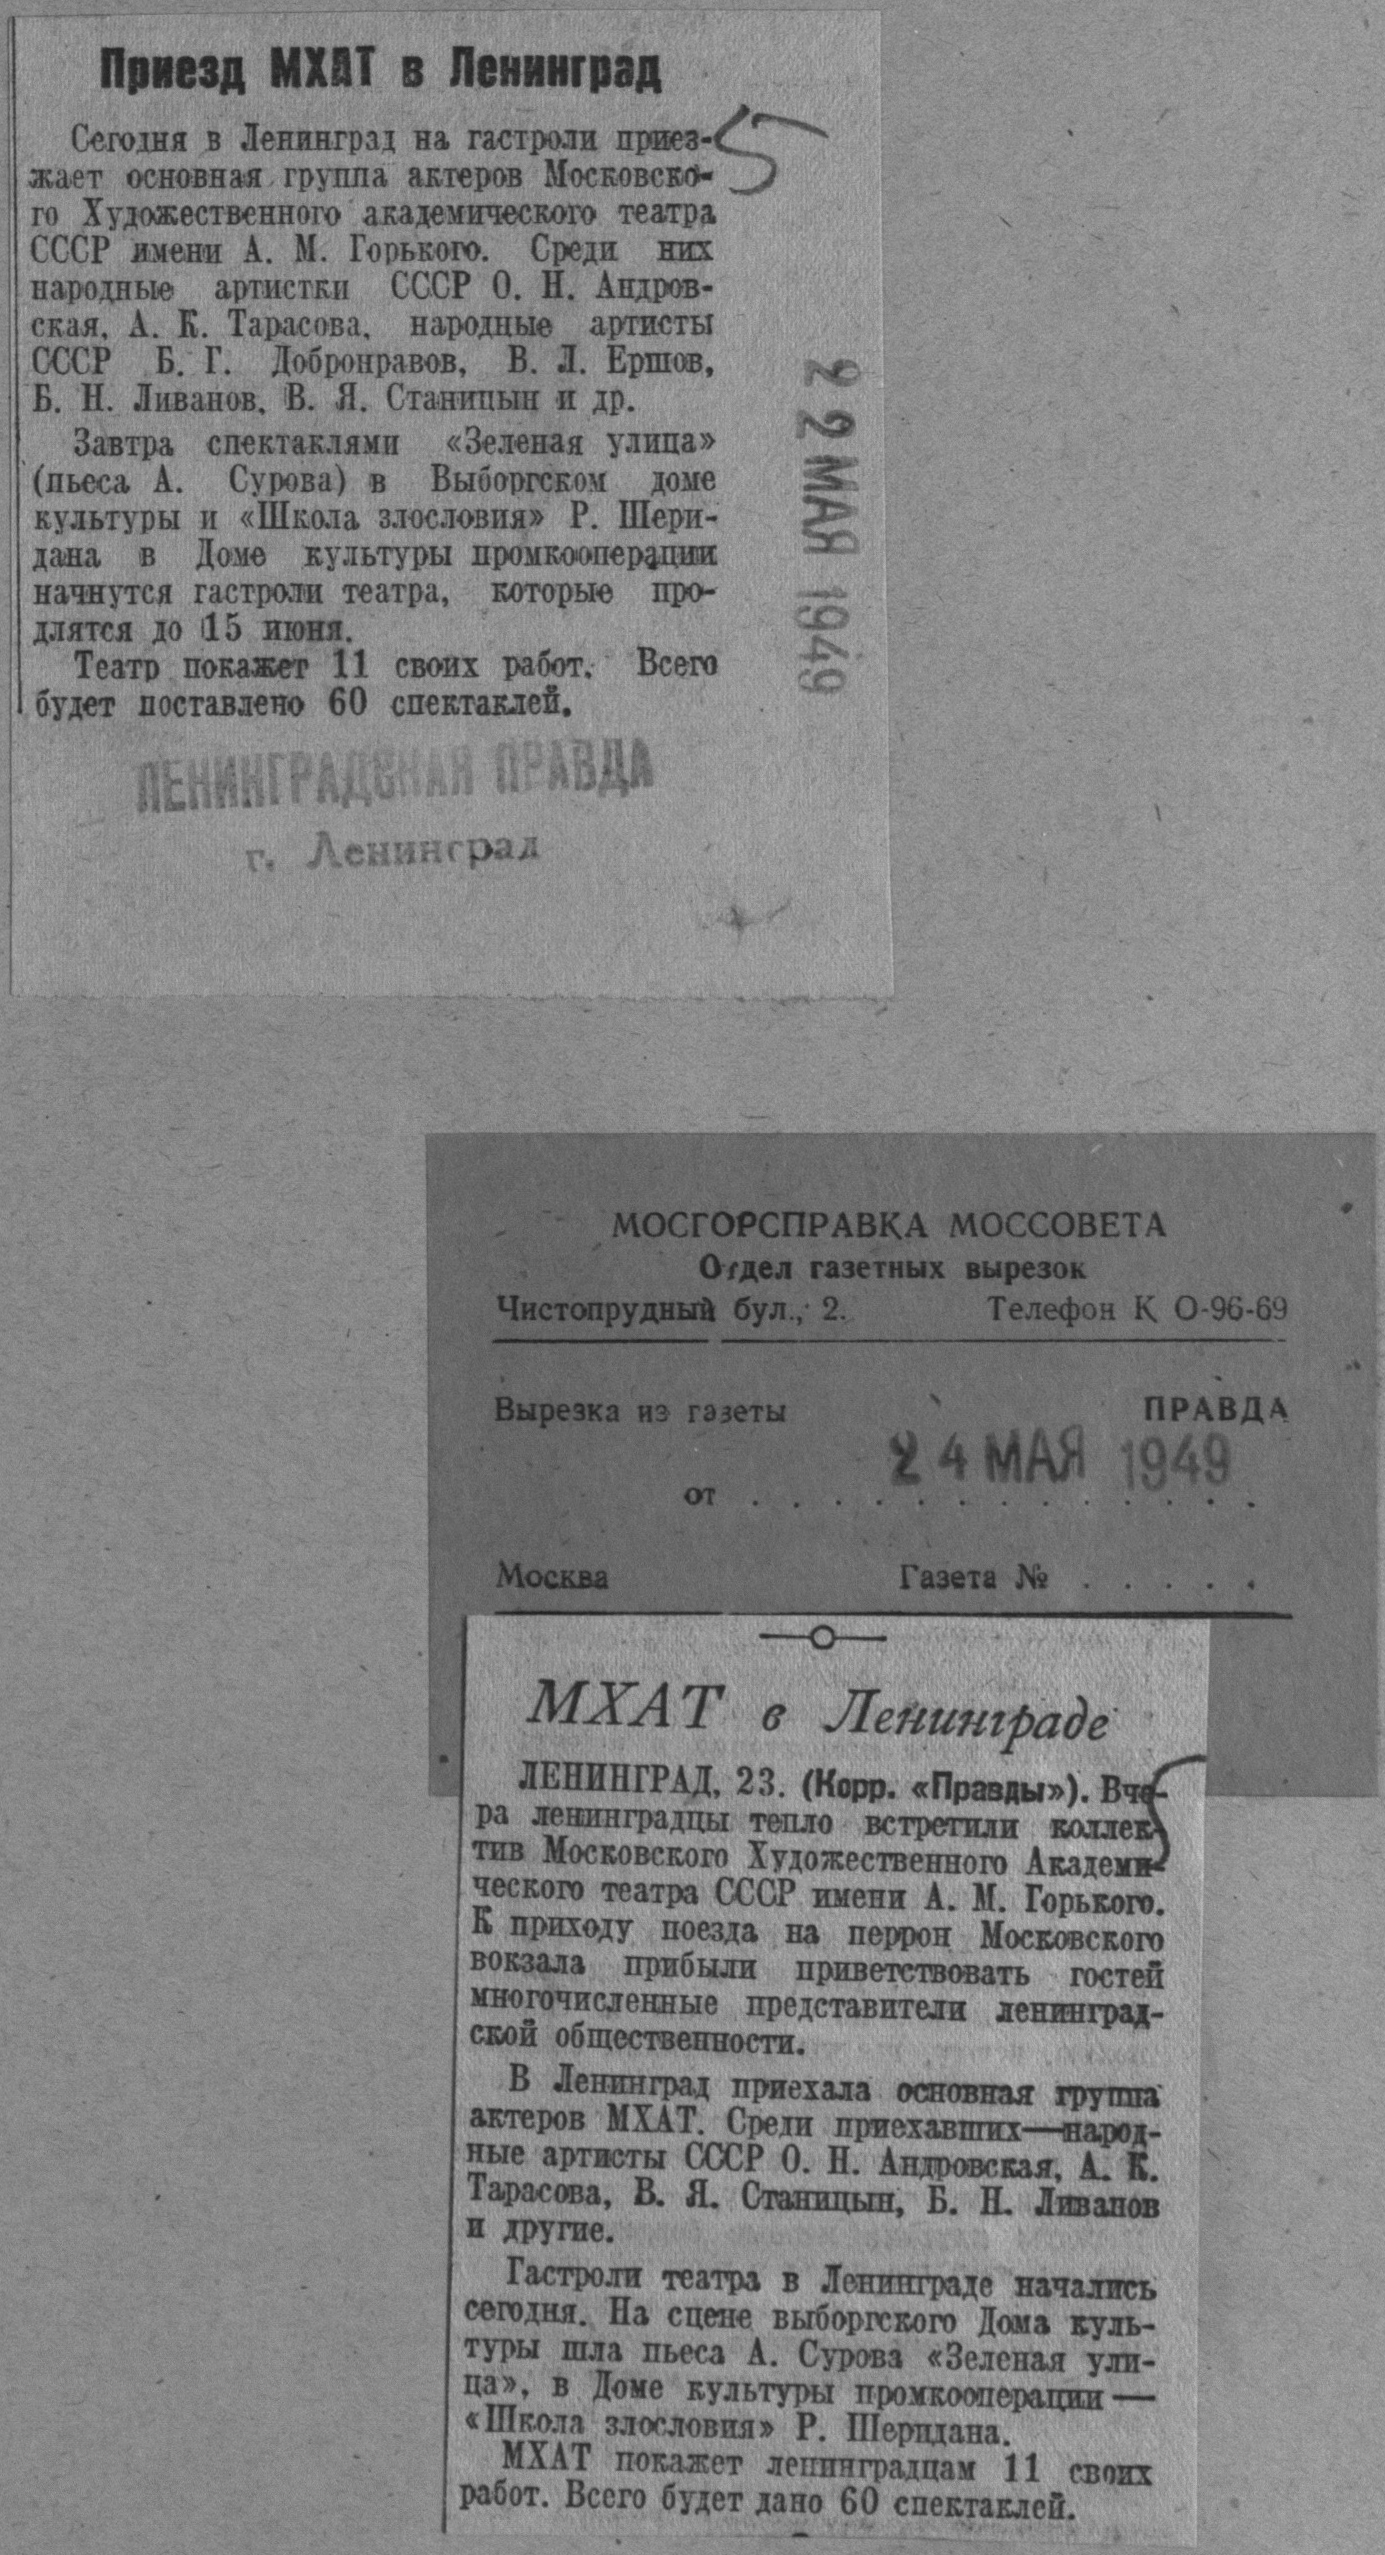 Приезд МХАТ в Ленинград
5
Сегодня в Ленинград на гастроли приез-
жает основная группа актеров Московско-
го Художественного академического театра
СССР имени А. М. Горького. Среди них
народные артистки СССР О. Н. Андров-
ская, А. К. Тарасова, народные артисты
СССР Б. Г. Добронравов, В. Л. Ершов,
Б. Н. Ливанов, В. Я. Станицын и др.
Завтра спектаклями «Зеленая улица»
(пьеса А. Сурова) в Выборгском доме
культуры и «Школа злословия» Р. Шери-
дана в Доме культуры промкооперации
начнутся гастроли театра, которые про-
длятся до 15 июня.
Театр покажет 11 своих работ. Всего
будет поставлено 60 спектаклей.
22 МАЯ 1949
ЛЕНИНГРАДСКАЯ ПРАВДА
г. Ленинград
МОСГОРСПРАВКА МОССОВЕТА
Отдел газетных вырезок
Чистопрудный бул., 2. Телефон К 0-96-69
Вырезка из газеты ПРАВДА
24 МАЯ 1949
от . . . . . . . . . . . . .
Москва Газета № . . . . .
МХАТ в Ленинграде
ЛЕНИНГРАД, 23. (Корр. «Правды»). Вче-
ра ленинградцы тепло встретили коллек-
тив Московского Художественного Академи-
ческого театра СССР имени А. М. Горького.
К приходу поезда на перрон Московского
вокзала прибыли приветствовать гостей
многочисленные представители ленинград-
ской общественности.
В Ленинград приехала основная группа
актеров МХАТ. Среди приехавших—народ-
ные артисты СССР О. Н. Андровская, А. К.
Тарасова, В. Я. Станицын, Б. Н. Ливанов
и другие.
Гастроли театра в Ленинграде начались
сегодня. На сцене выборгского Дома куль-
туры шла пьеса А. Сурова «Зеленая ули-
ца», в Доме культуры промкооперации—
«Школа злословия» Р. Шеридана.
МХАТ покажет ленинградцам 11 своих
работ. Всего будет дано 60 спектаклей.